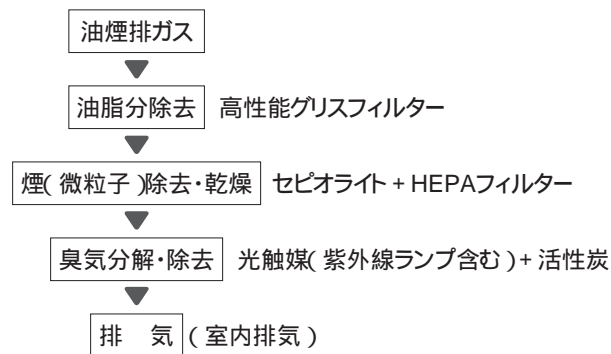 油煙排ガス
油脂分除去 高性能グリスフィルター
煙(微粒子)除去・乾燥 セピオライト+HEPAフィルター
臭気分解・除去 光触媒(紫外線ランプ含む)+活性炭
排 気(室内排気)